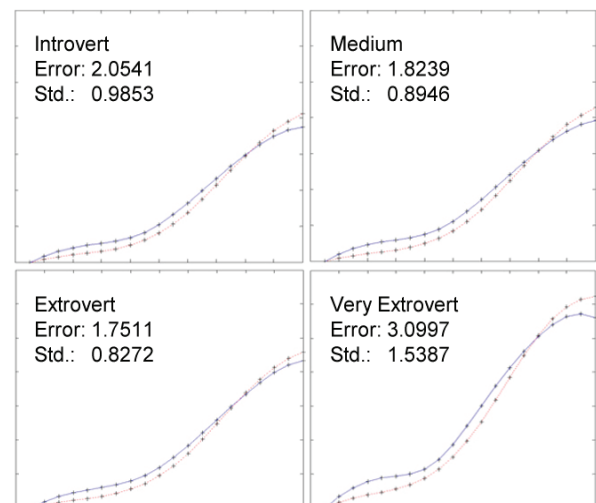 Introvert
Error: 2.0541
Std.: 0.9853
Medium
Error: 1.8239
Std.: 0.8946
Extrovert
Error: 1.7511
Std.: 0.8272
Very Extrovert
Error: 3.0997
Std.: 1.5387